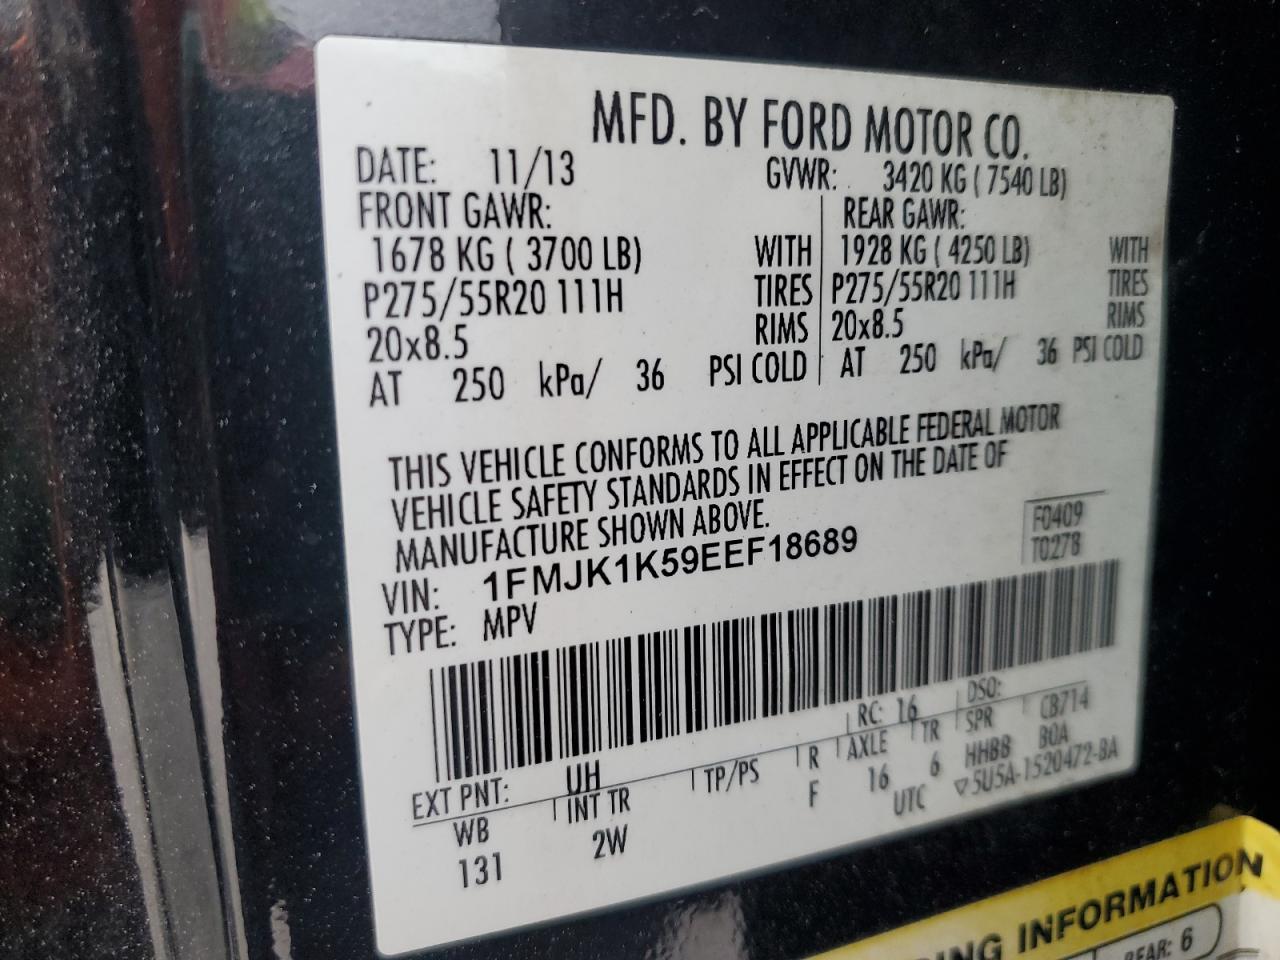 MFD. BY FORD MOTOR CO.
DATE: 11/13 GVWR: 3420 KG ( 7540 LB)
FRONT GAWR: REAR GAWR:
1678 KG ( 3700 LB) WITH 1928 KG ( 4250 LB) WITH
P275/55R20 111H TIRES P275/55R20 111H TIRES
20x8.5 RIMS 20x8.5 RIMS
AT 250 kPa/ 36 PSI COLD AT 250 kPa/ 36 PSI COLD
THIS VEHICLE CONFORMS TO ALL APPLICABLE FEDERAL MOTOR
VEHICLE SAFETY STANDARDS IN EFFECT ON THE DATE OF
MANUFACTURE SHOWN ABOVE.
F0409
T0278
VIN: 1FMJK1K59EEF18689
TYPE: MPV
EXT PNT: UH RC: 16 DSO:
WB INT TR TP/PS R AXLE TR SPR CB714
131 2W F 16 6 HHBB BOA
UTC ▽5U5A-1520472-BA
ING INFORMATION
REAR: 6